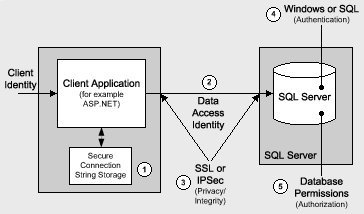 4
Windows or SQL
(Authentication)
Client
Identity
Client Application
(for example
ASP.NET)
2
Data
Access
Identity
SQL Server
Secure
Connection
String Storage
1
SSL or
IPSec
3
(Privacy/
Integrity)
SQL Server
5
Database
Permissions
(Authorization)